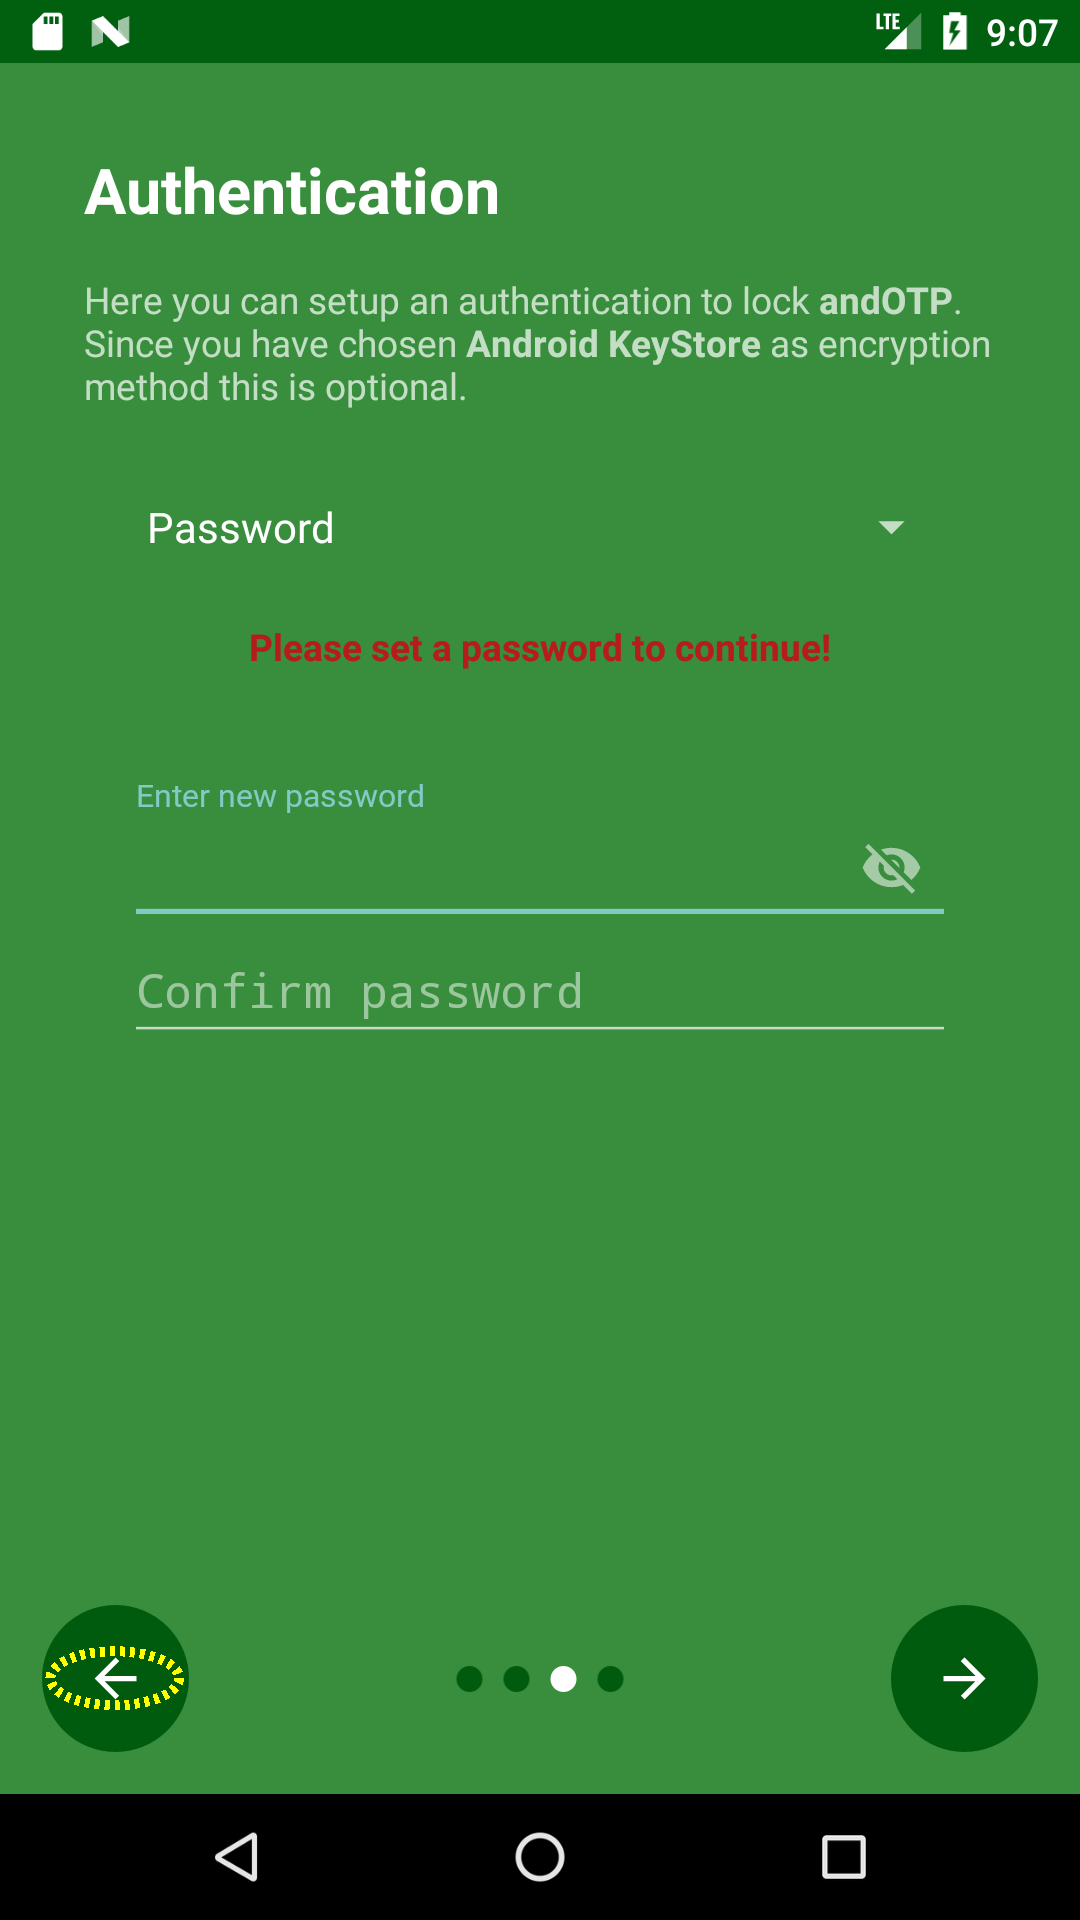 LTE 9:07
Authentication
Here you can setup an authentication to lock andOTP.
Since you have chosen Android KeyStore as encryption
method this is optional.
Password
Please set a password to continue!
Enter new password
Confirm password